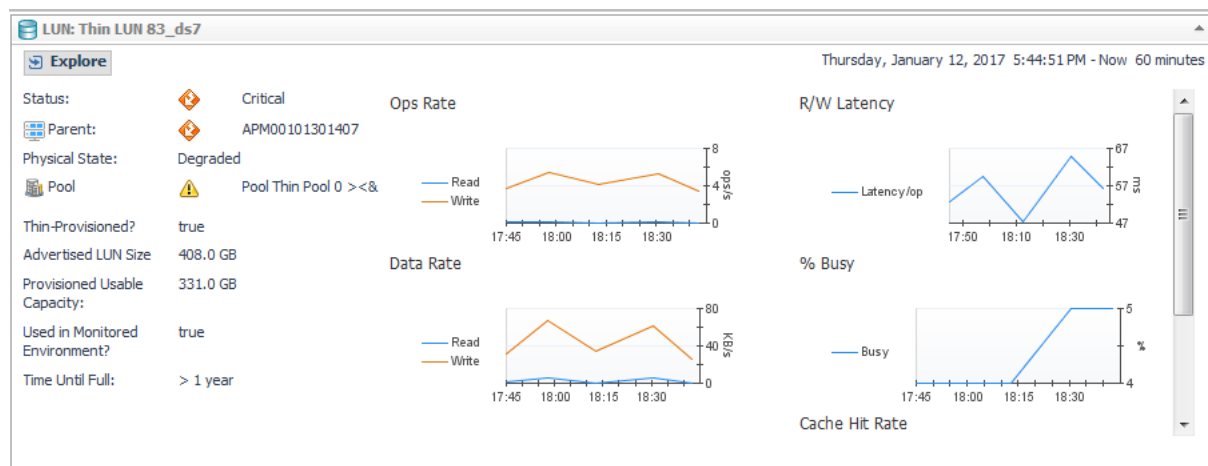 LUN: Thin LUN 83_ds7
Explore
Thursday, January 12, 2017 5:44:51 PM - Now 60 minutes
Status: Critical
Parent: APM00101301407
Physical State: Degraded
Pool Pool Thin Pool 0 ><&
Thin-Provisioned? true
Advertised LUN Size 408.0 GB
Provisioned Usable Capacity: 331.0 GB
Used in Monitored Environment? true
Time Until Full: > 1 year
Ops Rate
Read
Write
8
4
0
ops/s
17:45 18:00 18:15 18:30
R/W Latency
Latency/op
67
57
47
ms
17:50 18:10 18:30
Data Rate
Read
Write
80
40
0
KB/s
17:45 18:00 18:15 18:30
% Busy
Busy
5
4
%
17:45 18:00 18:15 18:30
Cache Hit Rate